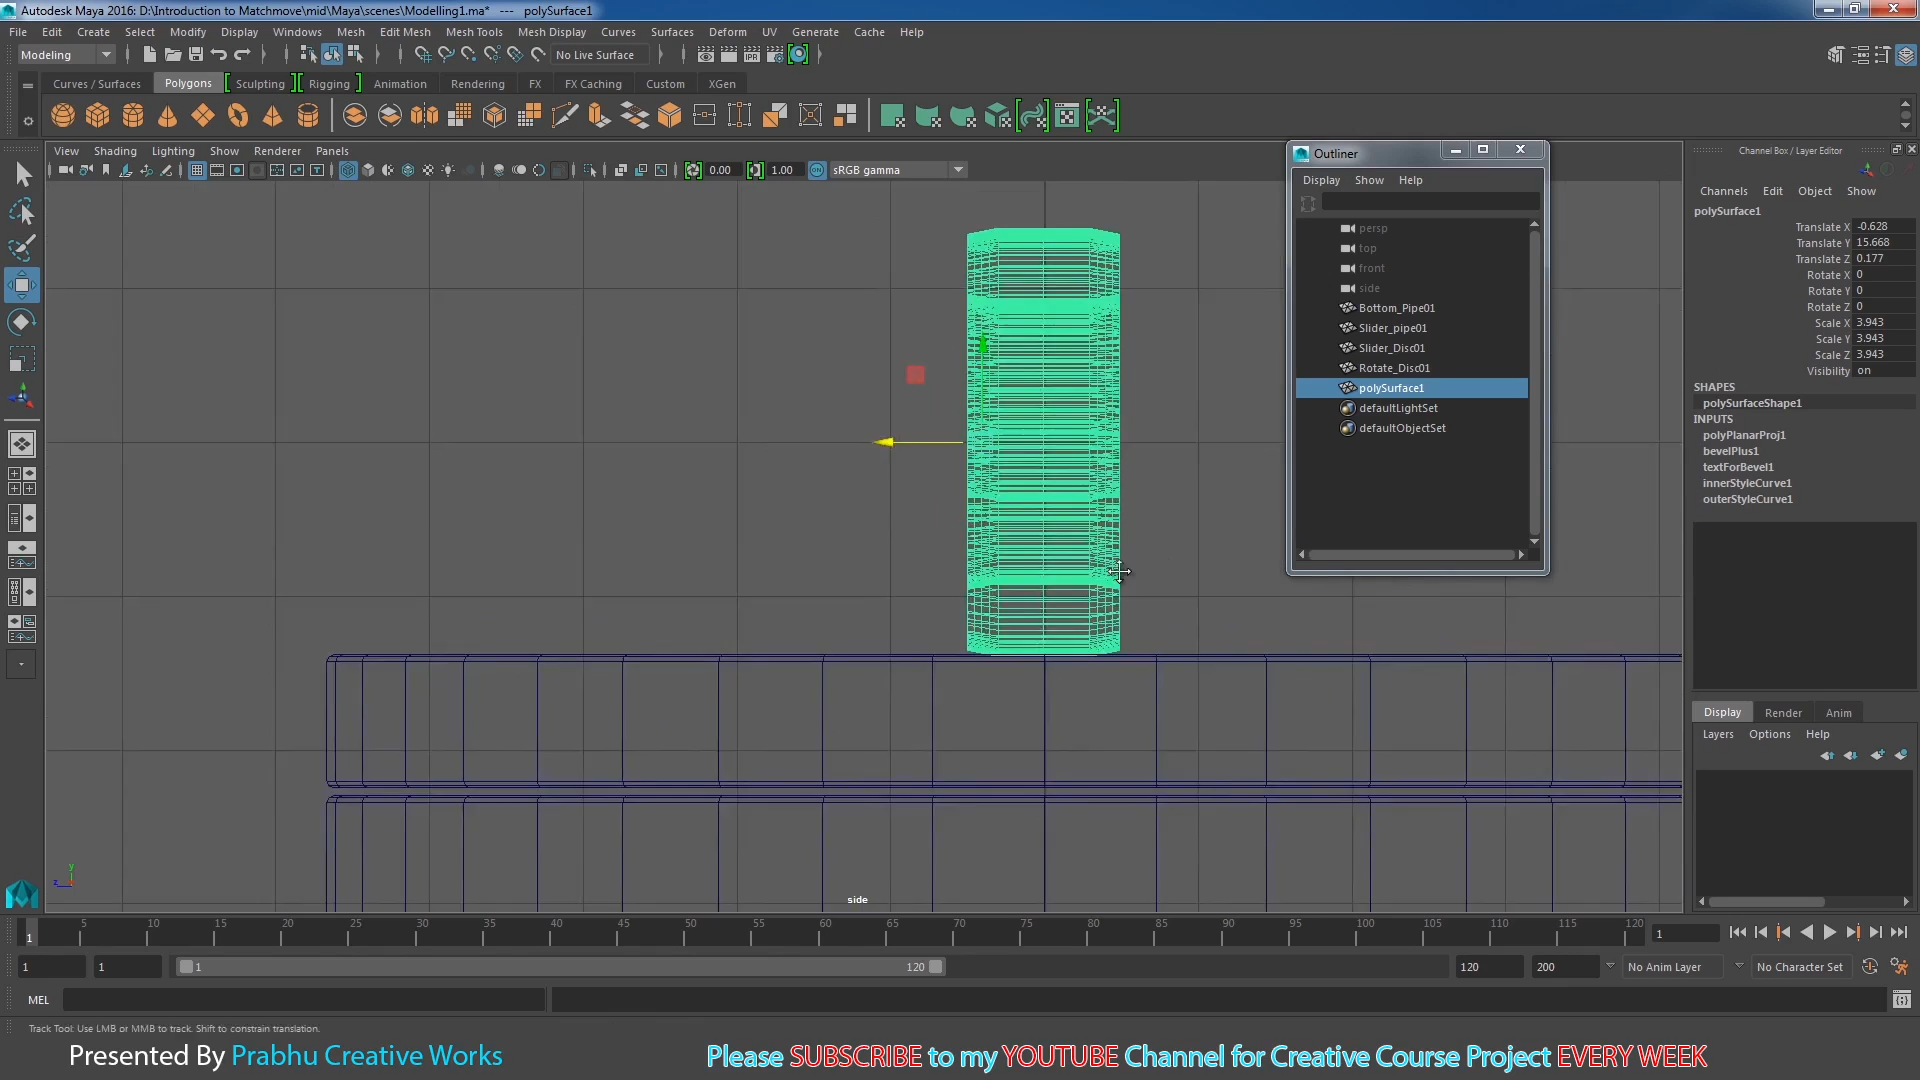 Autodesk Maya 2016: D:\Introduction to Matchmove\mid\Maya\scenes\Modelling1.ma*   ---   polySurface1
File Edit Create Select Modify Display Windows Mesh Edit Mesh Mesh Tools Mesh Display Curves Surfaces Deform UV Generate Cache Help
Modeling No Live Surface
Curves / Surfaces Polygons Sculpting Rigging Animation Rendering FX FX Caching Custom XGen
View Shading Lighting Show Renderer Panels
0.00 1.00 sRGB gamma
Outliner
Display Show Help
persp
top
front
side
Bottom_Pipe01
Slider_pipe01
Slider_Disc01
Rotate_Disc01
polySurface1
defaultLightSet
defaultObjectSet
Channel Box / Layer Editor
Channels Edit Object Show
polySurface1
Translate X -0.628
Translate Y 15.668
Translate Z 0.177
Rotate X 0
Rotate Y 0
Rotate Z 0
Scale X 3.943
Scale Y 3.943
Scale Z 3.943
Visibility on
SHAPES
polySurfaceShape1
INPUTS
polyPlanarProj1
bevelPlus1
textForBevel1
innerStyleCurve1
outerStyleCurve1
Display Render Anim
Layers Options Help
y
z
side
5 10 15 20 25 30 35 40 45 50 55 60 65 70 75 80 85 90 95 100 105 110 115 120
1 1
1 1 1 120 120 200 No Anim Layer No Character Set
MEL
Track Tool: Use LMB or MMB to track. Shift to constrain translation.
Presented By Prabhu Creative Works
Please SUBSCRIBE to my YOUTUBE Channel for Creative Course Project EVERY WEEK